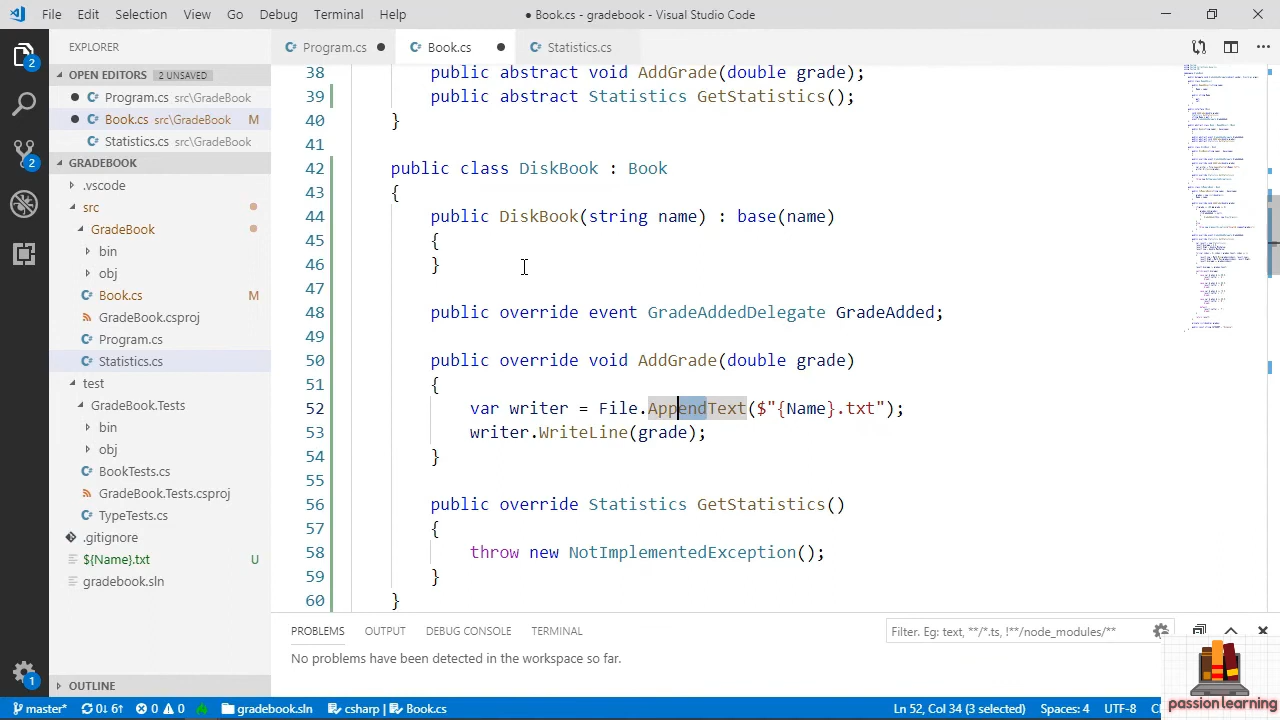 File Edit Selection View Go Debug Terminal Help
● Book.cs - gradebook - Visual Studio Code
EXPLORER
OPEN EDITORS 2 UNSAVED
Program.cs src\GradeBook
Book.cs src\GradeBook M
Statistics.cs src\GradeBook
GRADEBOOK
.vscode
GradeBook
obj
Book.cs M
GradeBook.csproj
Program.cs
Statistics.cs
test
GradeBook.Tests
bin
obj
BookTests.cs
GradeBook.Tests.csproj
TypeTests.cs
.gitignore
${Name}.txt U
gradebook.sln
OUTLINE
2
2
1
Program.cs
Book.cs
Statistics.cs
38 public abstract void AddGrade(double grade);
39 public abstract Statistics GetStatistics();
40 }
41
42 public class skBook : Book
43 {
44 public DiskBook(string name) : base(name)
45
46
47
48 public override event GradeAddedDelegate GradeAdded;
49
50 public override void AddGrade(double grade)
51 {
52 var writer = File.AppendText($"{Name}.txt");
53 writer.WriteLine(grade);
54 }
55
56 public override Statistics GetStatistics()
57 {
58 throw new NotImplementedException();
59 }
60 }
PROBLEMS OUTPUT DEBUG CONSOLE TERMINAL
Filter. Eg: text, **/*.ts, !**/node_modules/**
No problems have been detected in the workspace so far.
passion learning
master* 0↓ 6↑ 0 0 gradebook.sln csharp | Book.cs
Ln 52, Col 34 (3 selected) Spaces: 4 UTF-8